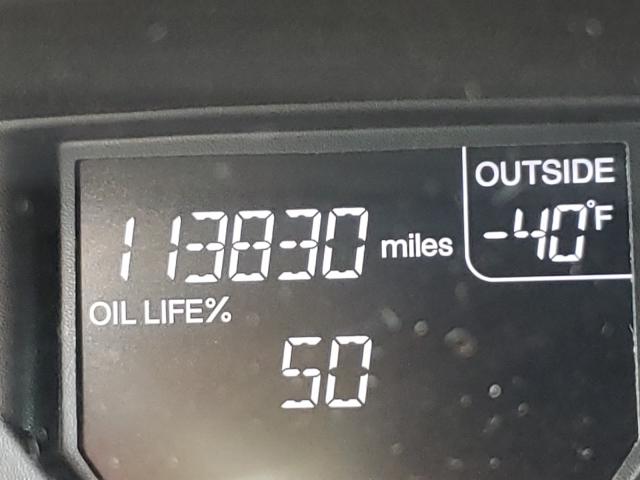 OUTSIDE
-40°F
113830 miles
OIL LIFE%
50